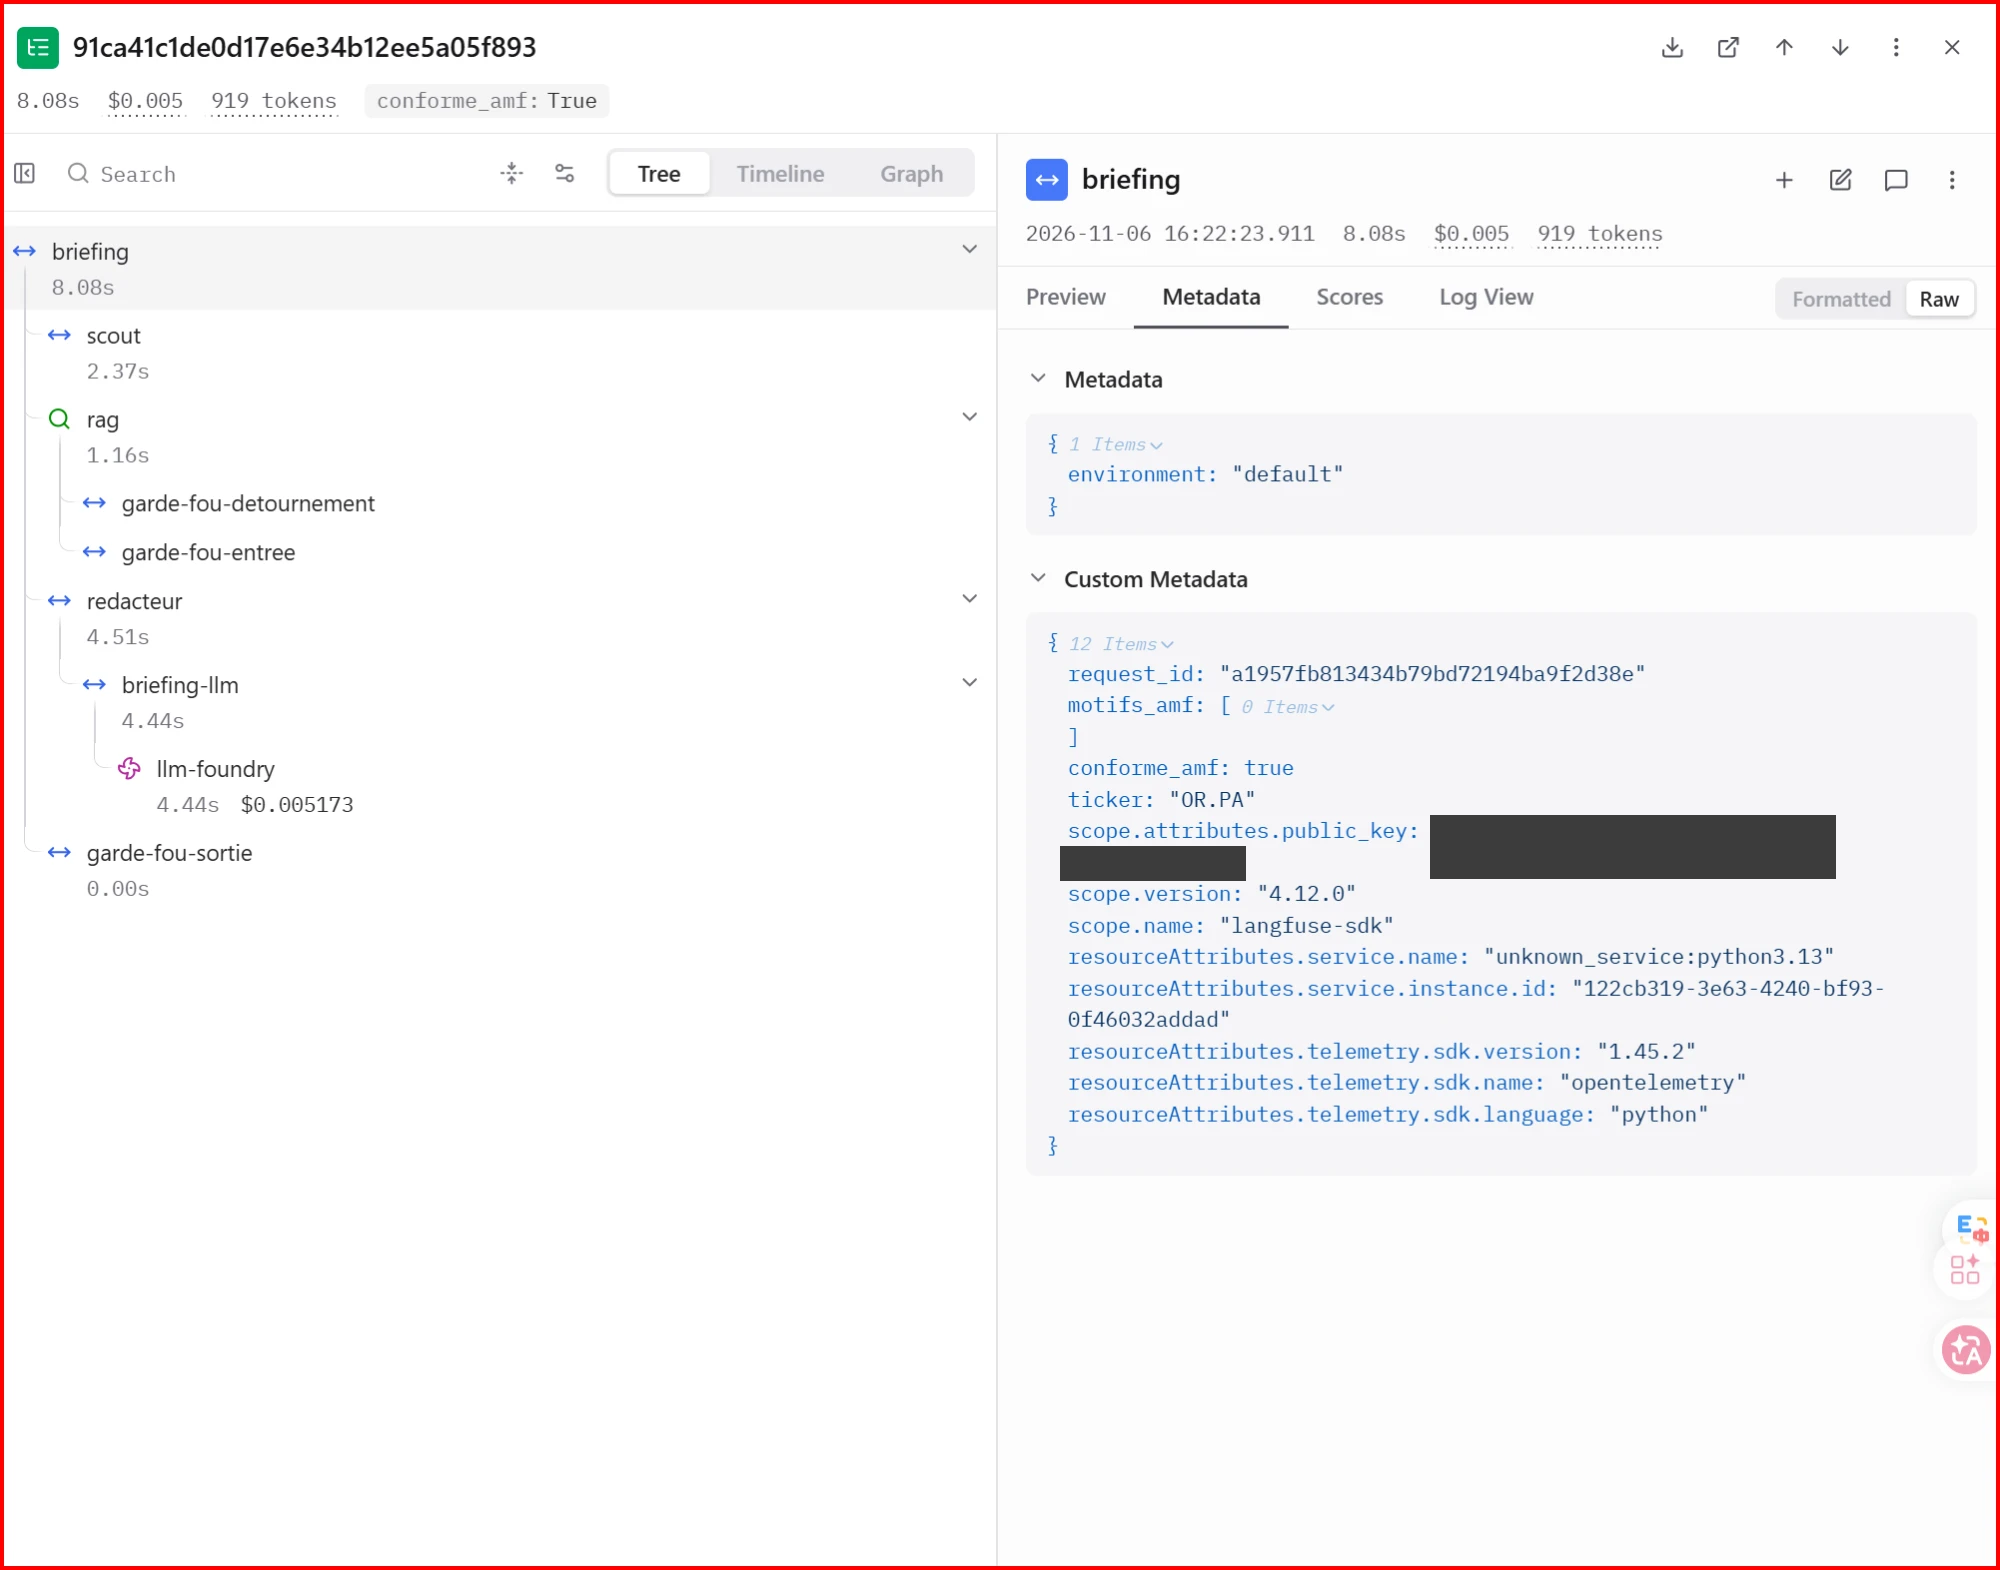 91ca41c1de0d17e6e34b12ee5a05f893
8.08s $0.005 919 tokens conforme_amf: True
Search
Tree Timeline Graph
briefing
8.08s
scout
2.37s
rag
1.16s
garde-fou-detournement
garde-fou-entree
redacteur
4.51s
briefing-llm
4.44s
llm-foundry
4.44s $0.005173
garde-fou-sortie
0.00s
briefing
2026-11-06 16:22:23.911 8.08s $0.005 919 tokens
Preview Metadata Scores Log View
Formatted Raw
Metadata
{ 1 Items
environment: "default"
}
Custom Metadata
{ 12 Items
request_id: "a1957fb813434b79bd72194ba9f2d38e"
motifs_amf: [ 0 Items
]
conforme_amf: true
ticker: "OR.PA"
scope.attributes.public_key:
scope.version: "4.12.0"
scope.name: "langfuse-sdk"
resourceAttributes.service.name: "unknown_service:python3.13"
resourceAttributes.service.instance.id: "122cb319-3e63-4240-bf93-
0f46032addad"
resourceAttributes.telemetry.sdk.version: "1.45.2"
resourceAttributes.telemetry.sdk.name: "opentelemetry"
resourceAttributes.telemetry.sdk.language: "python"
}